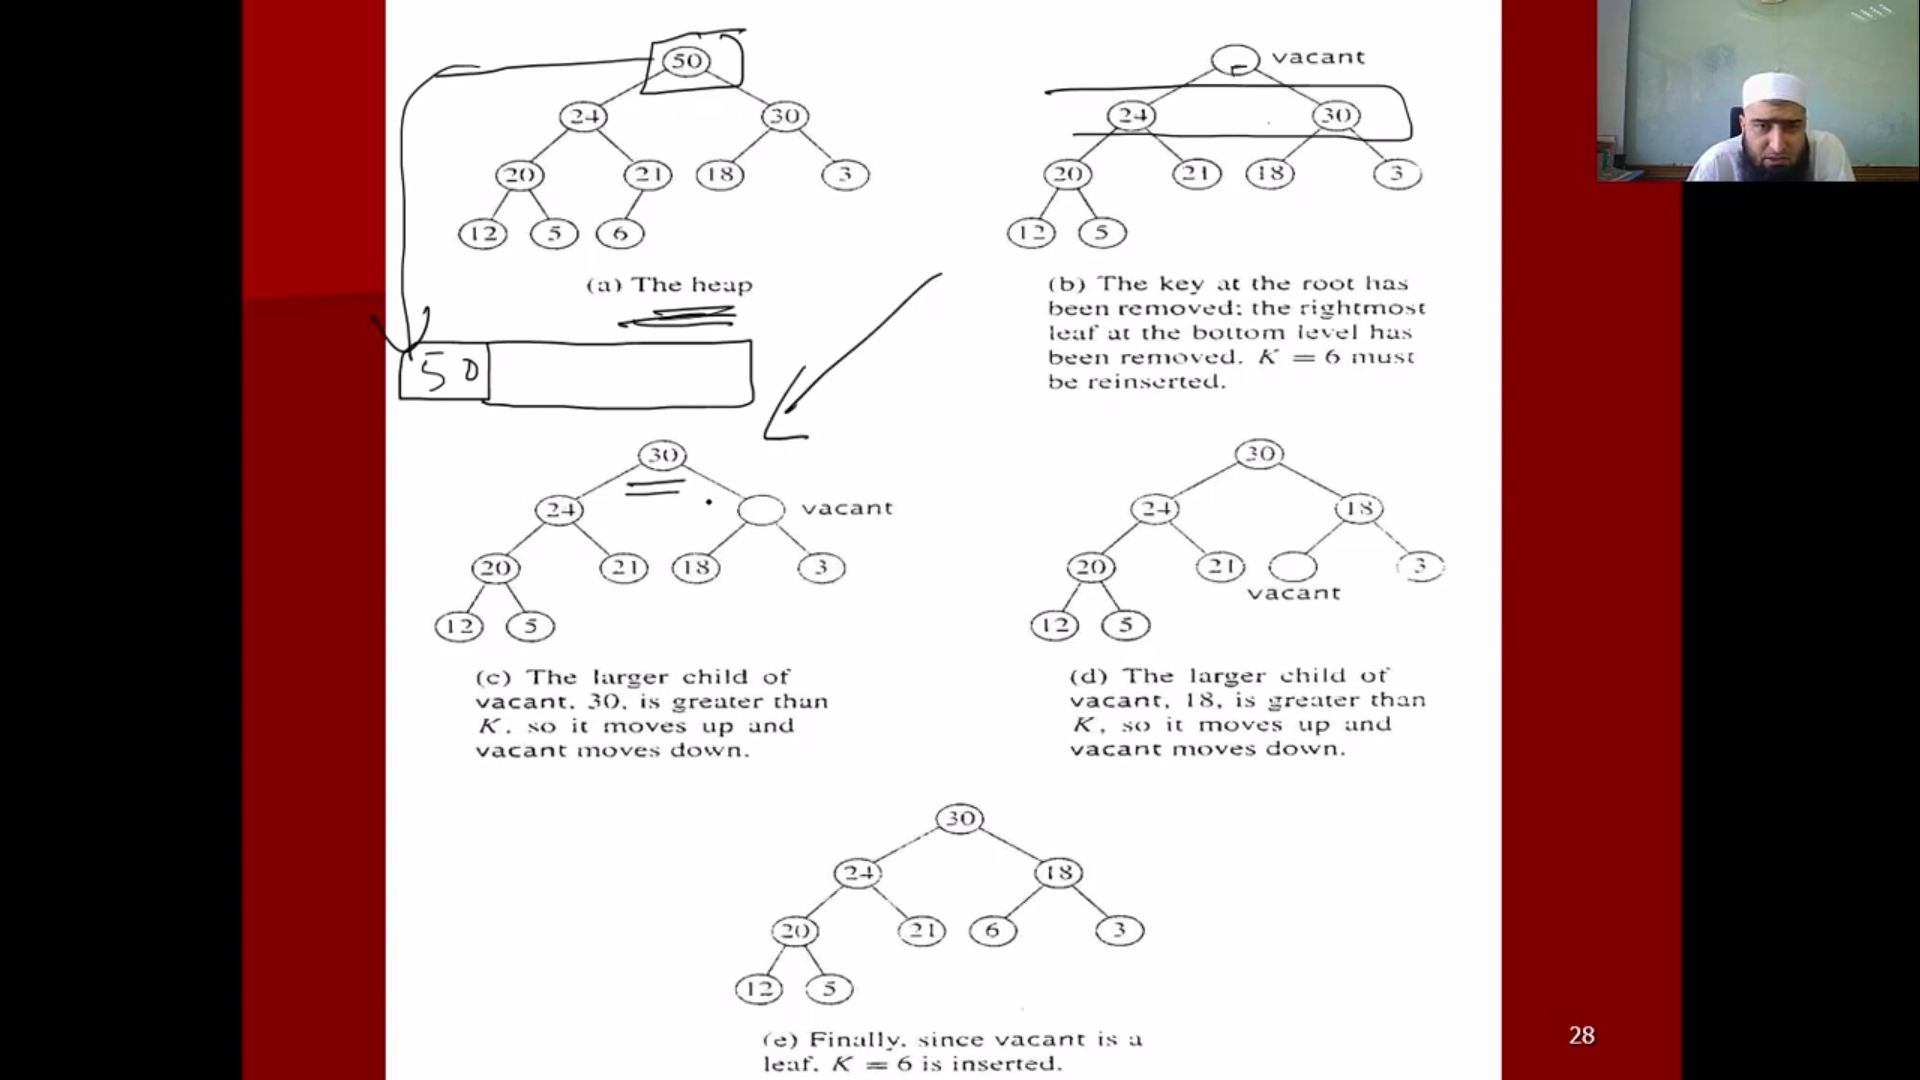 50
24 30
20 21 18 3
12 5 6
(a) The heap
50
vacant
24 30
20 21 18 3
12 5
(b) The key at the root has
been removed; the rightmost
leaf at the bottom level has
been removed. K = 6 must
be reinserted.
30
24 vacant
20 21 18 3
12 5
(c) The larger child of
vacant, 30, is greater than
K, so it moves up and
vacant moves down.
30
24 18
20 21 3
vacant
12 5
(d) The larger child of
vacant, 18, is greater than
K, so it moves up and
vacant moves down.
30
24 18
20 21 6 3
12 5
(e) Finally, since vacant is a
leaf, K = 6 is inserted.
28